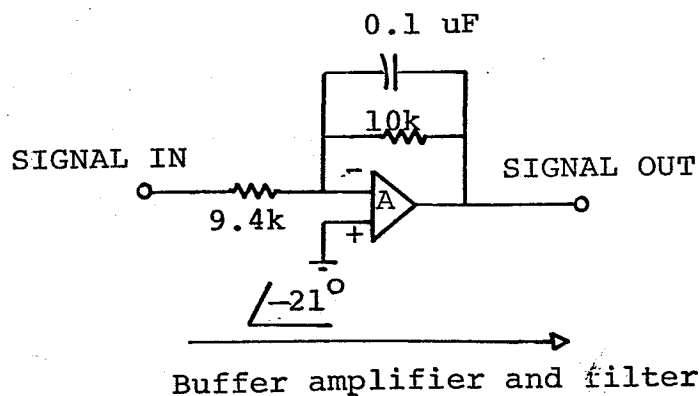 0.1 uF
10k
SIGNAL IN
SIGNAL OUT
-
A
9.4k
+
∠-21°
Buffer amplifier and filter